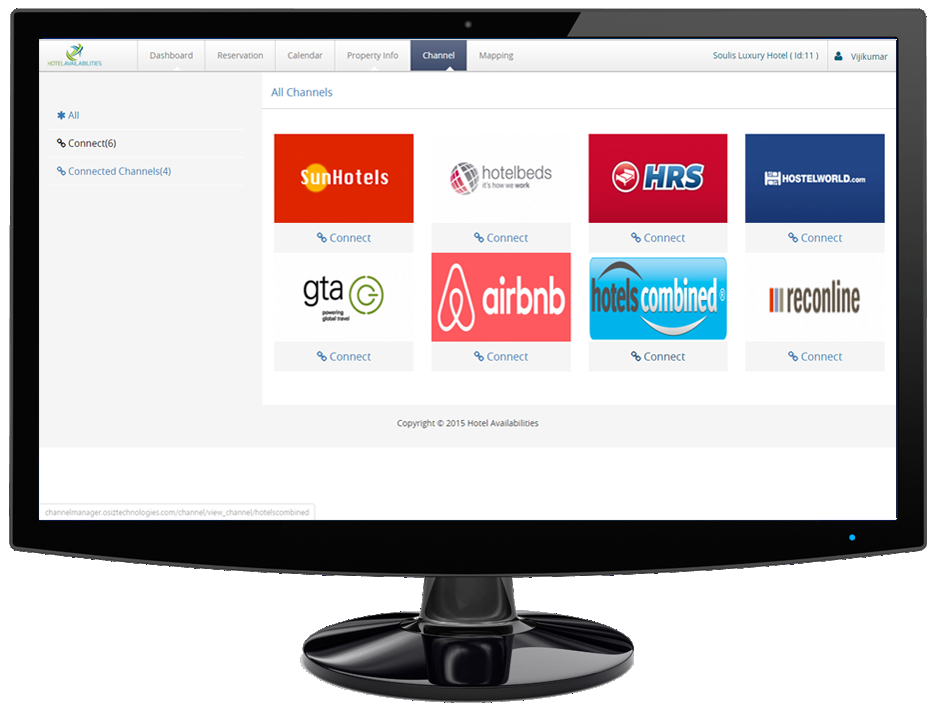 HOTELAVAILABILITIES
Dashboard
Reservation
Calendar
Property Info
Channel
Mapping
Soulis Luxury Hotel ( Id:11 )
Vijikumar
All
Connect(6)
Connected Channels(4)
All Channels
SunHotels
hotelbeds
it's how we work
HRS
HOSTELWORLD.com
Connect
Connect
Connect
Connect
gta
powering
global travel
airbnb
hotels combined
reconline
Connect
Connect
Connect
Connect
Copyright © 2015 Hotel Availabilities
channelmanager.osiztechnologies.com/channel/view_channel/hotelscombined